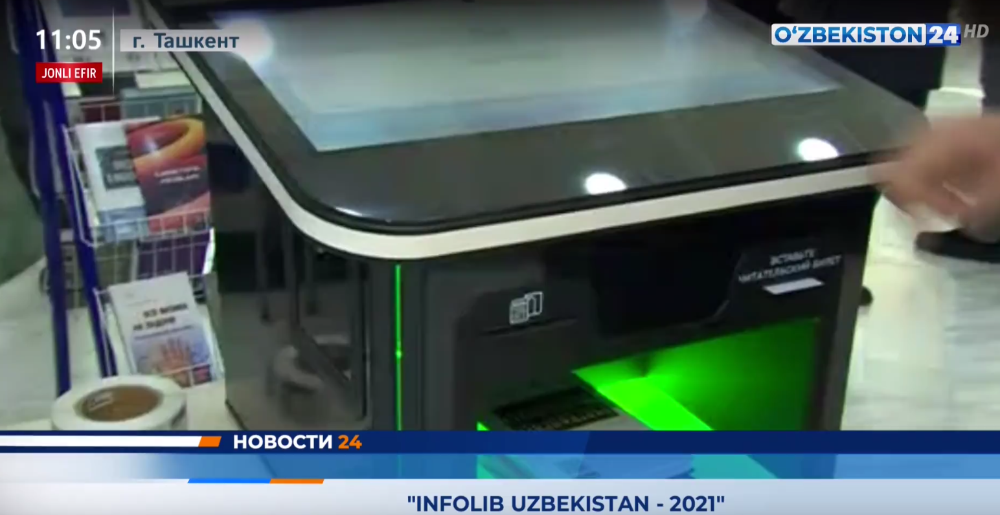 11:05
г. Ташкент
O‘ZBEKISTON 24 HD
JONLI EFIR
ВСТАВЬТЕ
ЧИТАТЕЛЬСКИЙ БИЛЕТ
НОВОСТИ 24
"INFOLIB UZBEKISTAN - 2021"